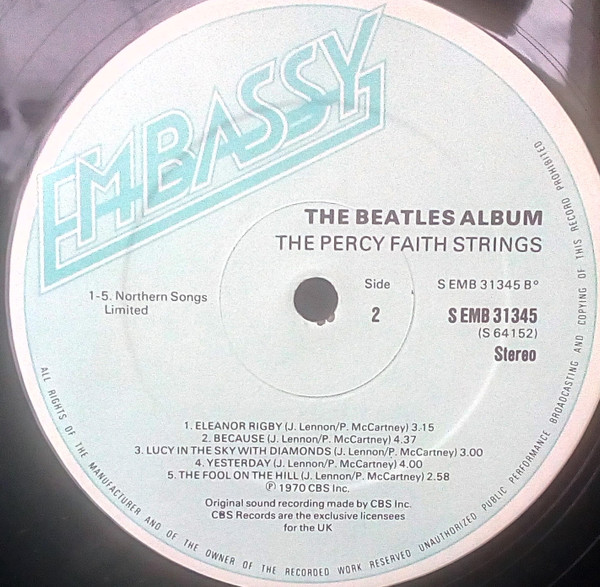 EMBASSY
THE BEATLES ALBUM
THE PERCY FAITH STRINGS
1-5. Northern Songs
Limited
Side
2
S EMB 31345 B°
S EMB 31345
(S 64152)
Stereo
1. ELEANOR RIGBY (J. Lennon/P. McCartney) 3.15
2. BECAUSE (J. Lennon/P. McCartney) 4.37
3. LUCY IN THE SKY WITH DIAMONDS (J. Lennon/P. McCartney) 3.00
4. YESTERDAY (J. Lennon/P. McCartney) 4.00
5. THE FOOL ON THE HILL (J. Lennon/P. McCartney) 2.58
Ⓟ 1970 CBS Inc.
Original sound recording made by CBS Inc.
CBS Records are the exclusive licensees
for the UK
ALL RIGHTS OF THE MANUFACTURER AND OF THE OWNER OF THE RECORDED WORK RESERVED UNAUTHORIZED PUBLIC PERFORMANCE BROADCASTING AND COPYING OF THIS RECORD PROHIBITED